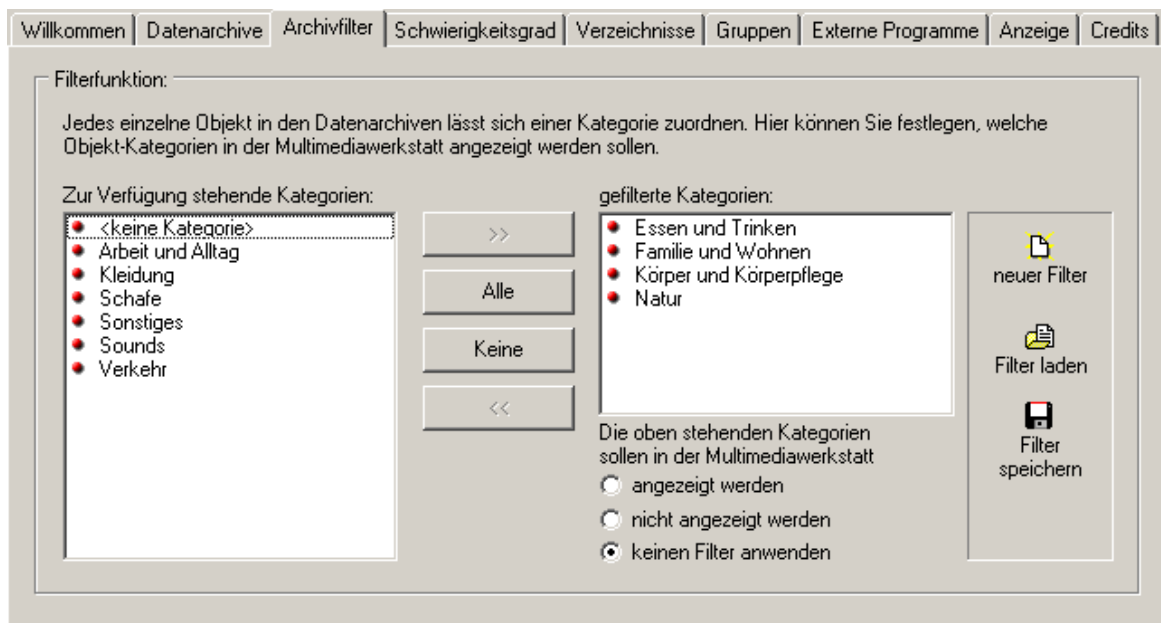 Willkommen Datenarchive Archivfilter Schwierigkeitsgrad Verzeichnisse Gruppen Externe Programme Anzeige Credits
Filterfunktion:
Jedes einzelne Objekt in den Datenarchiven lässt sich einer Kategorie zuordnen. Hier können Sie festlegen, welche
Objekt-Kategorien in der Multimediawerkstatt angezeigt werden sollen.
Zur Verfügung stehende Kategorien:
<keine Kategorie>
Arbeit und Alltag
Kleidung
Schafe
Sonstiges
Sounds
Verkehr
>>
Alle
Keine
<<
gefilterte Kategorien:
Essen und Trinken
Familie und Wohnen
Körper und Körperpflege
Natur
Die oben stehenden Kategorien
sollen in der Multimediawerkstatt
angezeigt werden
nicht angezeigt werden
keinen Filter anwenden
neuer Filter
Filter laden
Filter
speichern